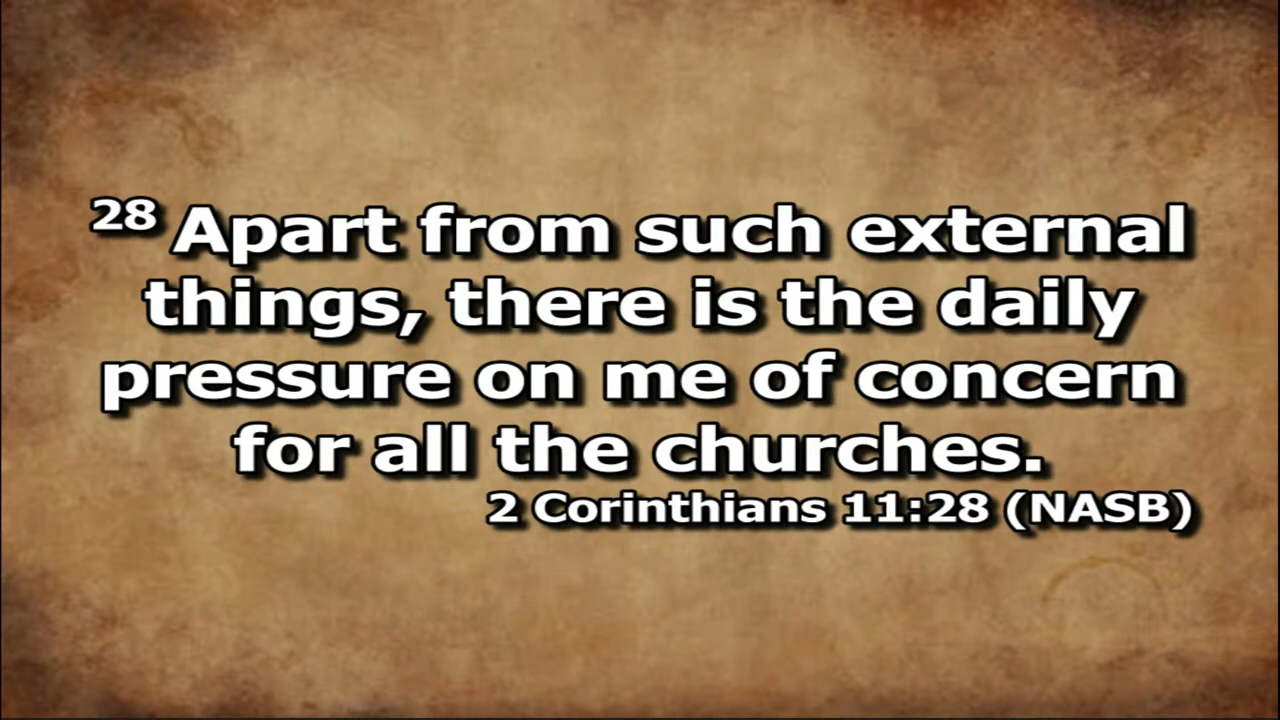 28 Apart from such external
things, there is the daily
pressure on me of concern
for all the churches.
2 Corinthians 11:28 (NASB)